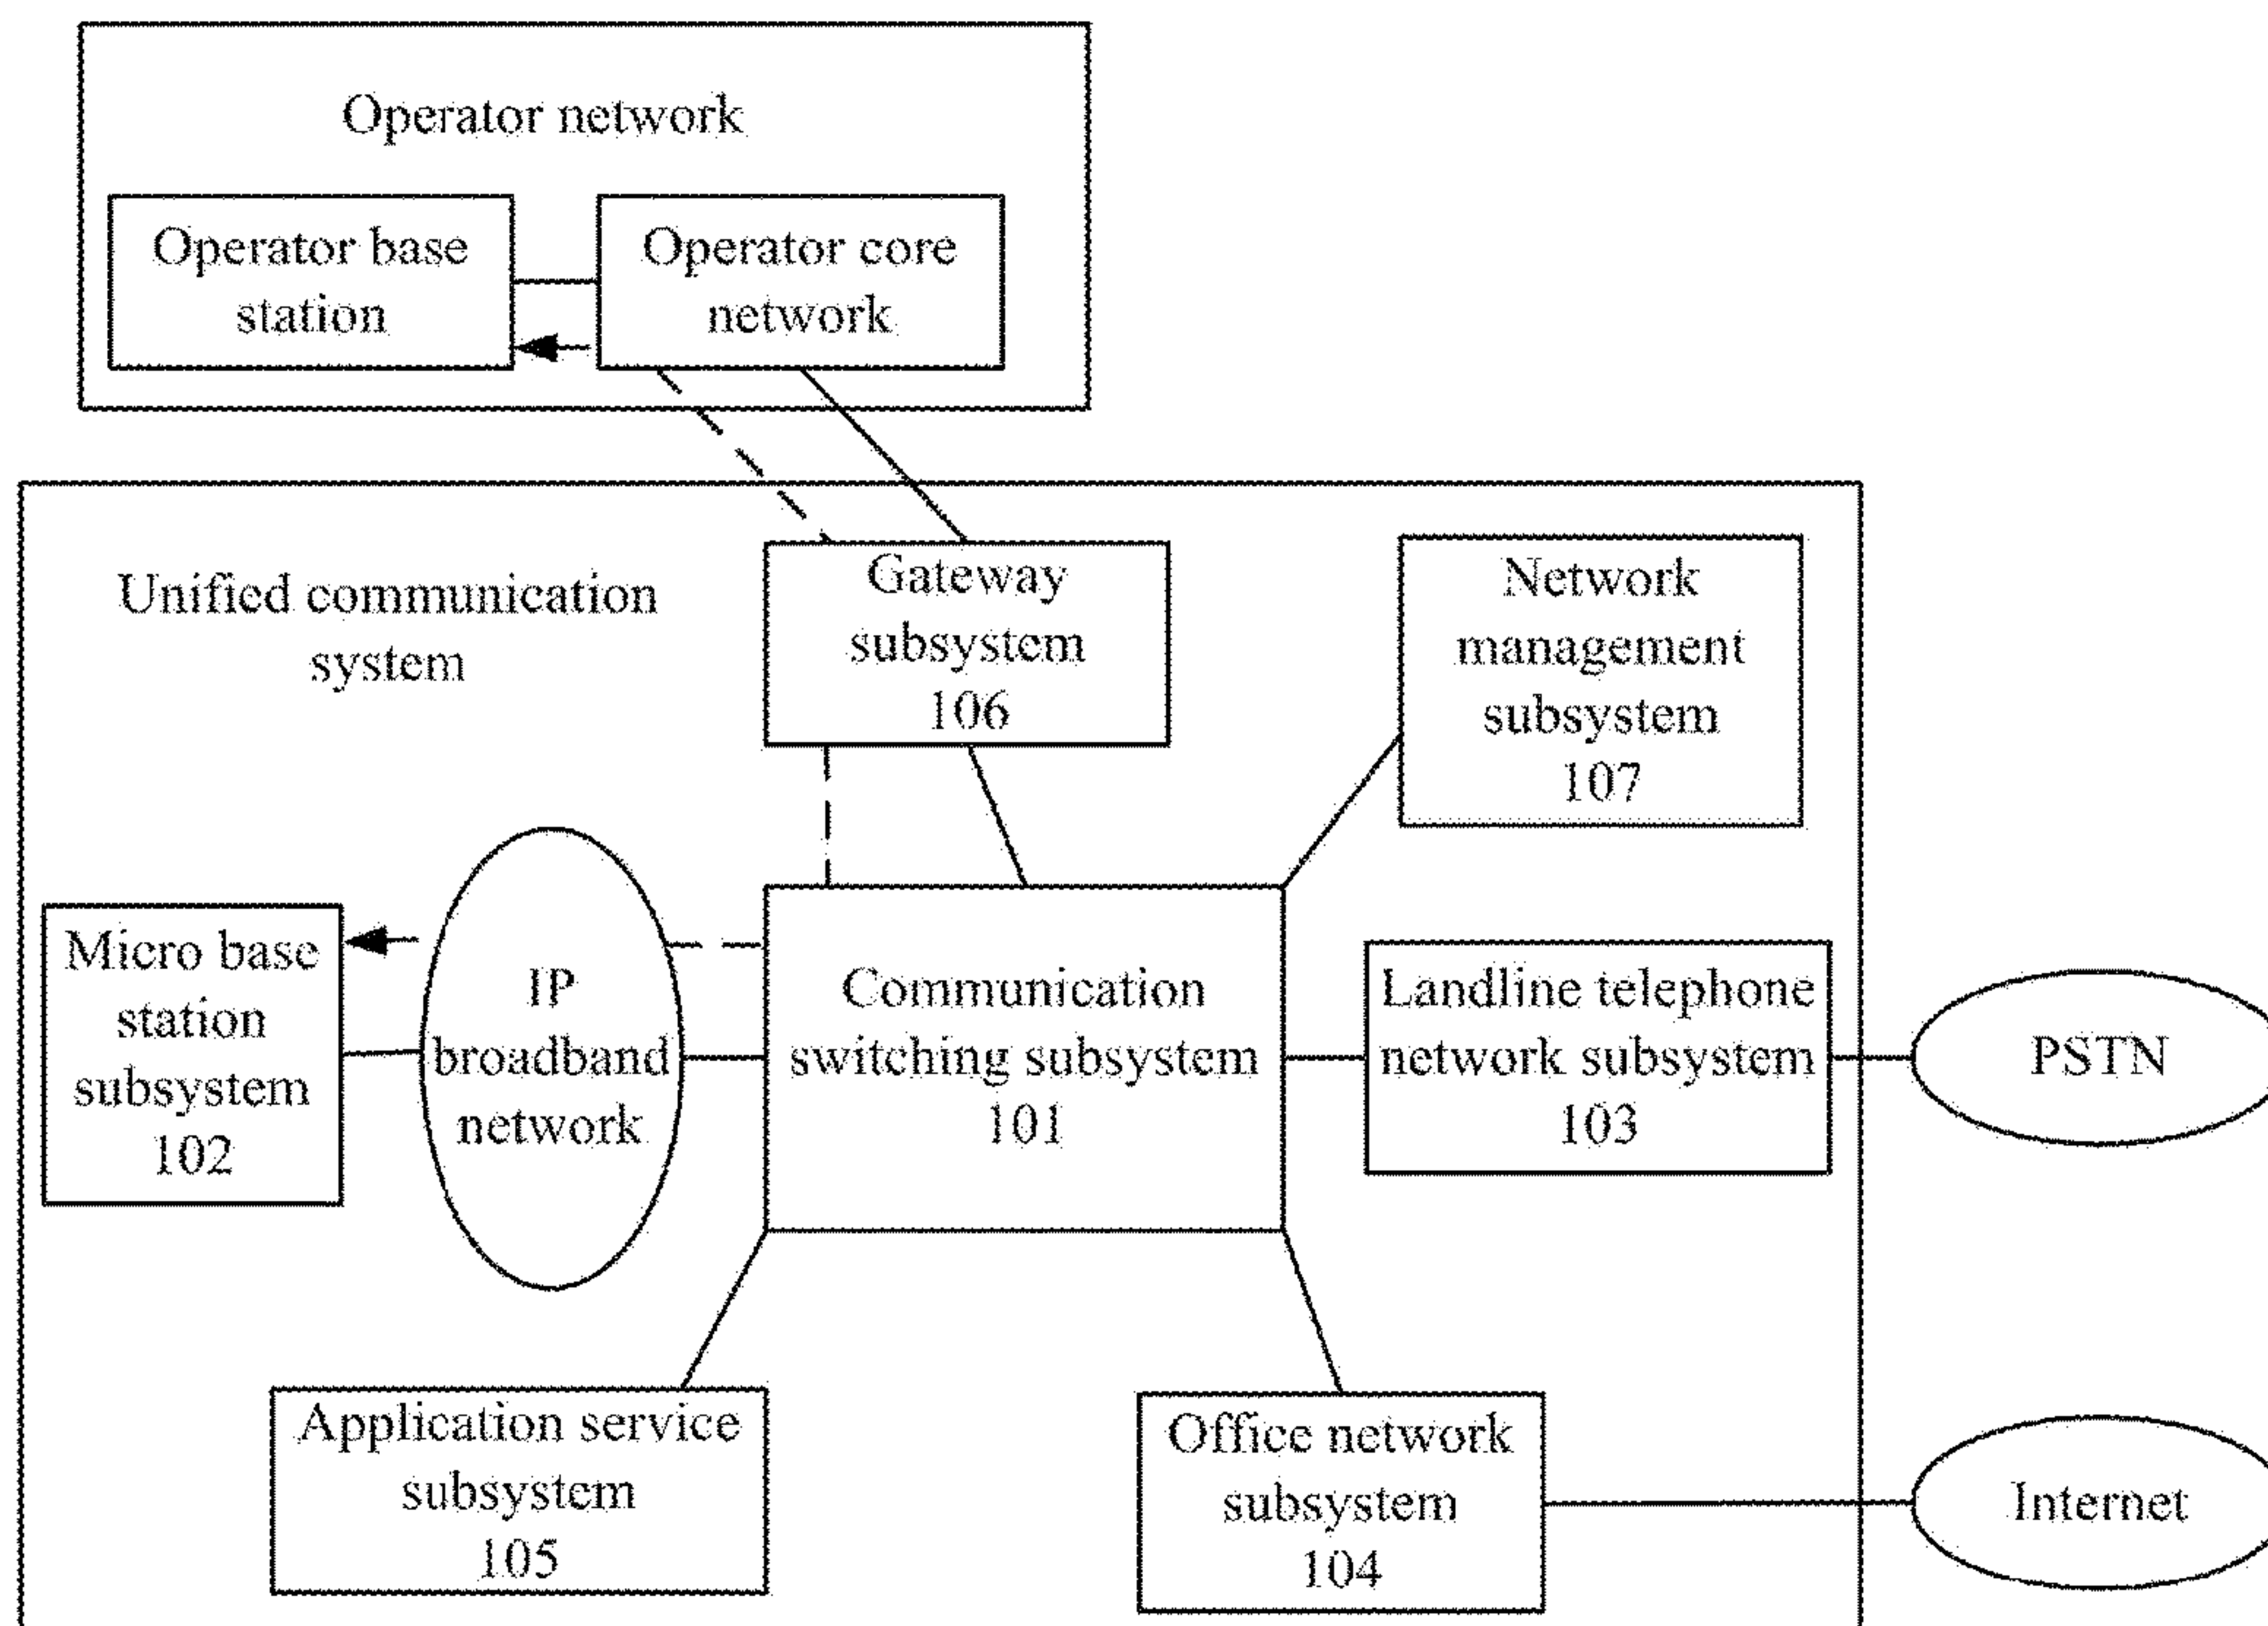 Operator network
Operator base
station
Operator core
network
Unified communication
system
Gateway
subsystem
106
Network
management
subsystem
107
Micro base
station
subsystem
102
IP
broadband
network
Communication
switching subsystem
101
Landline telephone
network subsystem
103
PSTN
Application service
subsystem
105
Office network
subsystem
104
Internet